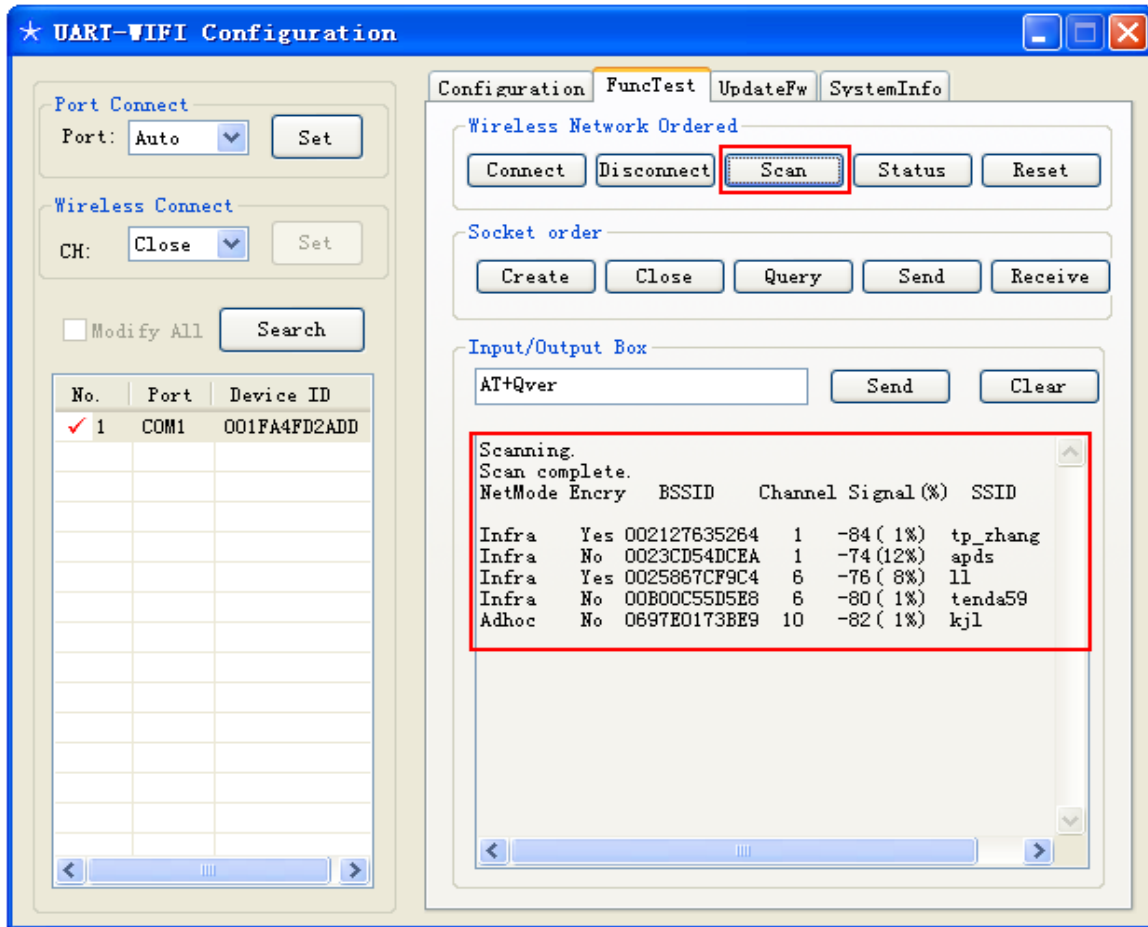 UART-WIFI Configuration
Port Connect
Port: Auto Set
Wireless Connect
CH: Close Set
Modify All Search
No. Port Device ID
1 COM1 001FA4FD2ADD
Configuration FuncTest UpdateFw SystemInfo
Wireless Network Ordered
Connect Disconnect Scan Status Reset
Socket order
Create Close Query Send Receive
Input/Output Box
AT+Qver Send Clear
Scanning.
Scan complete.
NetMode Encry BSSID Channel Signal(%) SSID
Infra Yes 002127635264 1 -84( 1%) tp_zhang
Infra No 0023CD54DCEA 1 -74(12%) apds
Infra Yes 0025867CF9C4 6 -76( 8%) ll
Infra No 00B00C55D5E8 6 -80( 1%) tenda59
Adhoc No 0697E0173BE9 10 -82( 1%) kjl